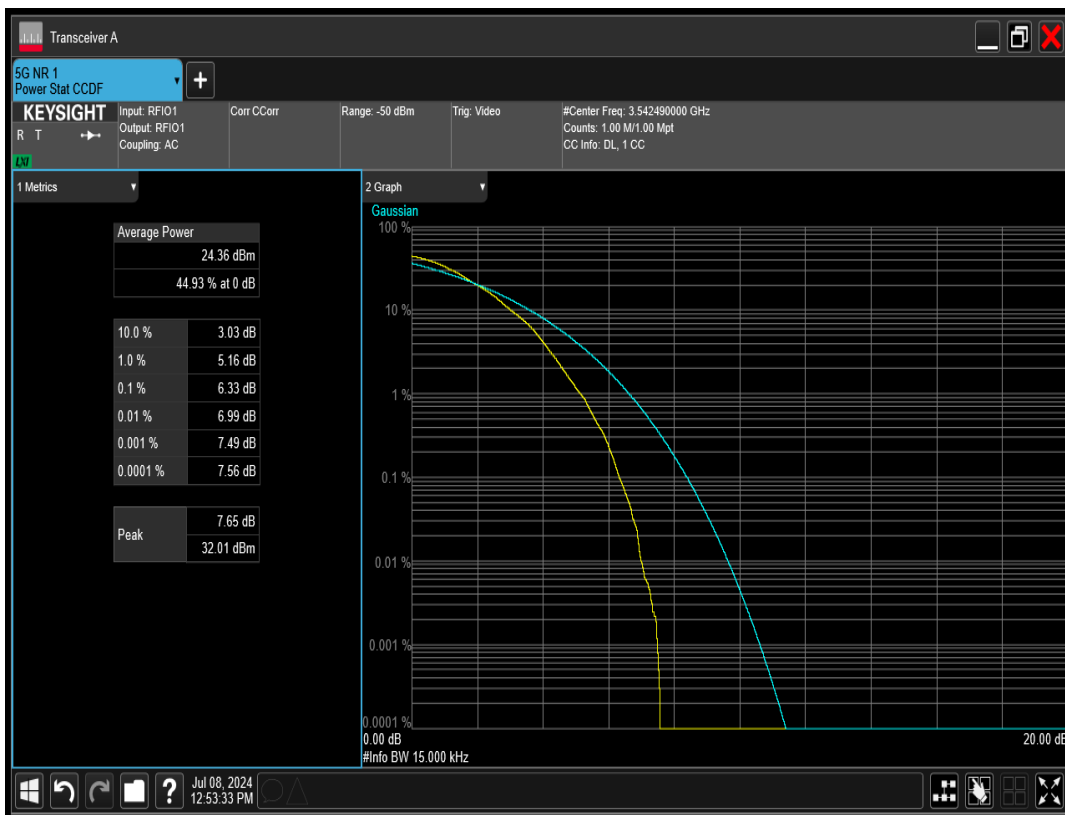 Transceiver A
5G NR 1
Power Stat CCDF
+
KEYSIGHT
R T
LXI
Input: RFIO1
Output: RFIO1
Coupling: AC
Corr CCorr
Range: -50 dBm
Trig: Video
#Center Freq: 3.542490000 GHz
Counts: 1.00 M/1.00 Mpt
CC Info: DL, 1 CC
1 Metrics
Average Power
24.36 dBm
44.93 % at 0 dB
10.0 % 3.03 dB
1.0 % 5.16 dB
0.1 % 6.33 dB
0.01 % 6.99 dB
0.001 % 7.49 dB
0.0001 % 7.56 dB
Peak 7.65 dB
32.01 dBm
2 Graph
Gaussian
100 %
10 %
1 %
0.1 %
0.01 %
0.001 %
0.0001 %
0.00 dB 20.00 dB
#Info BW 15.000 kHz
?
Jul 08, 2024
12:53:33 PM